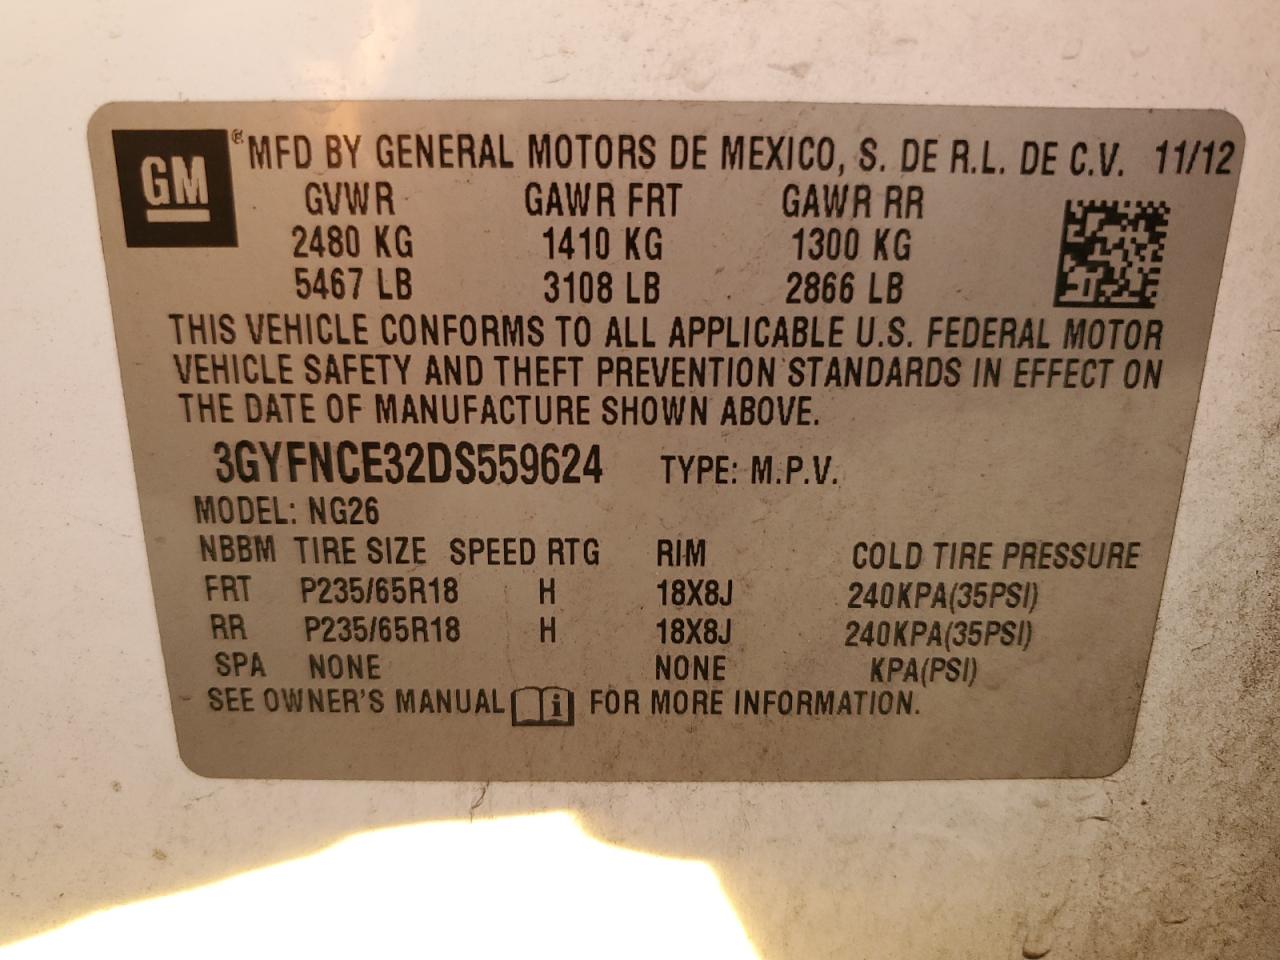 GM ® MFD BY GENERAL MOTORS DE MEXICO, S. DE R.L. DE C.V. 11/12
GVWR GAWR FRT GAWR RR
2480 KG 1410 KG 1300 KG
5467 LB 3108 LB 2866 LB
THIS VEHICLE CONFORMS TO ALL APPLICABLE U.S. FEDERAL MOTOR
VEHICLE SAFETY AND THEFT PREVENTION STANDARDS IN EFFECT ON
THE DATE OF MANUFACTURE SHOWN ABOVE.
3GYFNCE32DS559624 TYPE: M.P.V.
MODEL: NG26
NBBM TIRE SIZE SPEED RTG RIM COLD TIRE PRESSURE
FRT P235/65R18 H 18X8J 240KPA(35PSI)
RR P235/65R18 H 18X8J 240KPA(35PSI)
SPA NONE NONE KPA(PSI)
SEE OWNER'S MANUAL i FOR MORE INFORMATION.